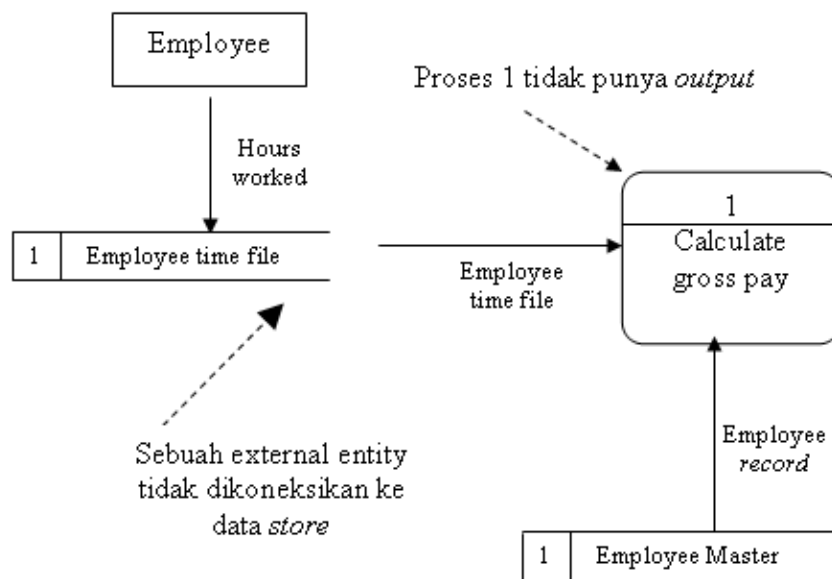 Employee
Proses 1 tidak punya output
Hours
worked
1
1 Employee time file
Calculate
gross pay
Employee
time file
Sebuah external entity
tidak dikoneksikan ke
data store
Employee
record
1 Employee Master